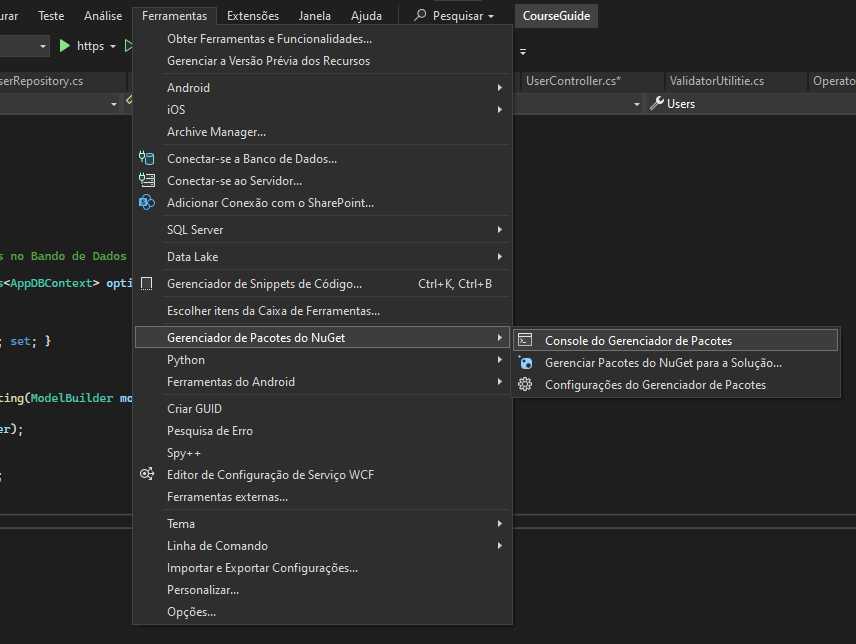 urar Teste Análise Ferramentas Extensões Janela Ajuda Pesquisar CourseGuide
https
serRepository.cs UserController.cs* ValidatorUtilitie.cs Operato
Users
Obter Ferramentas e Funcionalidades...
Gerenciar a Versão Prévia dos Recursos
Android
iOS
Archive Manager...
Conectar-se a Banco de Dados...
Conectar-se ao Servidor...
Adicionar Conexão com o SharePoint...
SQL Server
Data Lake
Gerenciador de Snippets de Código... Ctrl+K, Ctrl+B
Escolher itens da Caixa de Ferramentas...
Gerenciador de Pacotes do NuGet
Python
Ferramentas do Android
Criar GUID
Pesquisa de Erro
Spy++
Editor de Configuração de Serviço WCF
Ferramentas externas...
Tema
Linha de Comando
Importar e Exportar Configurações...
Personalizar...
Opções...
Console do Gerenciador de Pacotes
Gerenciar Pacotes do NuGet para a Solução...
Configurações do Gerenciador de Pacotes
s no Bando de Dados
s<AppDBContext> opti
; set; }
ting(ModelBuilder mo
er);
;